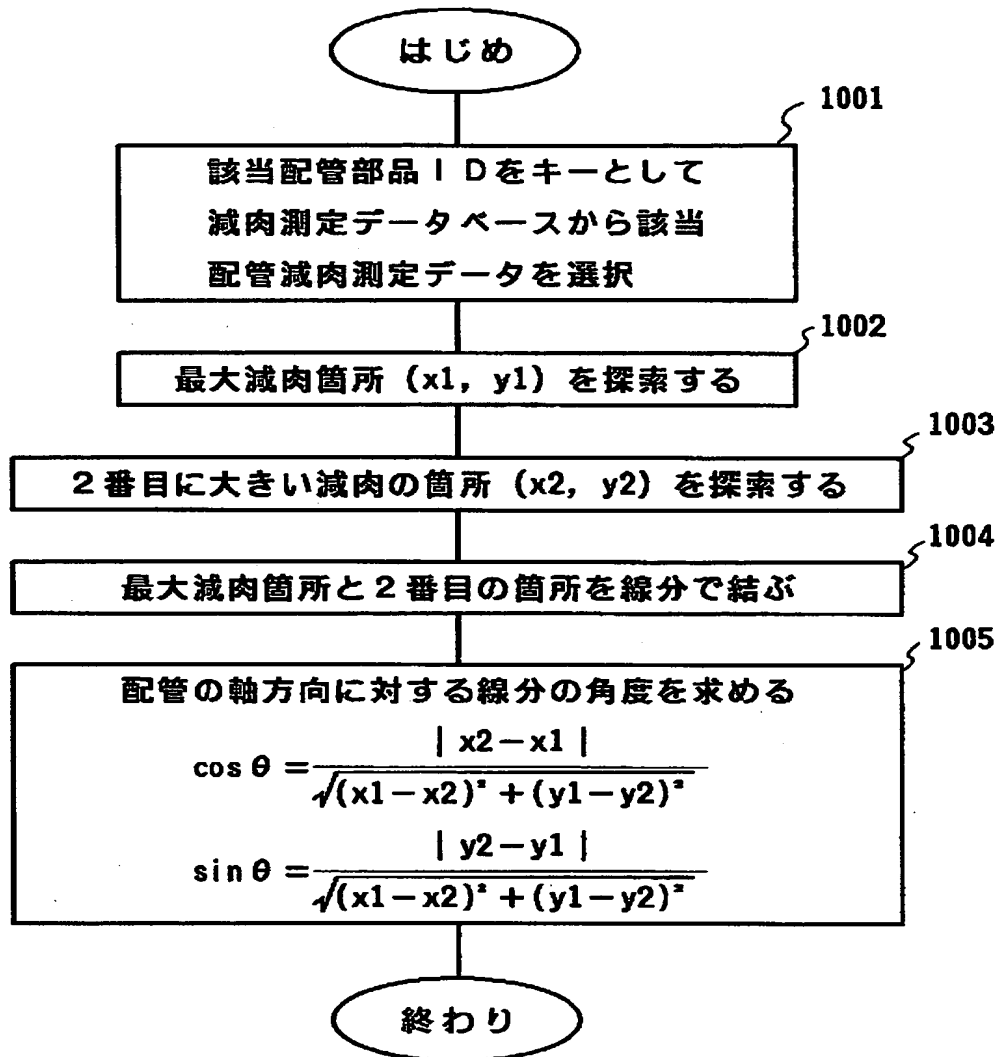 はじめ
1001
該当配管部品IDをキーとして
減肉測定データベースから該当
配管減肉測定データを選択
1002
最大減肉箇所（x1, y1）を探索する
1003
2番目に大きい減肉の箇所（x2, y2）を探索する
1004
最大減肉箇所と2番目の箇所を線分で結ぶ
1005
配管の軸方向に対する線分の角度を求める
cosθ=|x2−x1|/√(x1−x2)²+(y1−y2)²
sinθ=|y2−y1|/√(x1−x2)²+(y1−y2)²
終わり